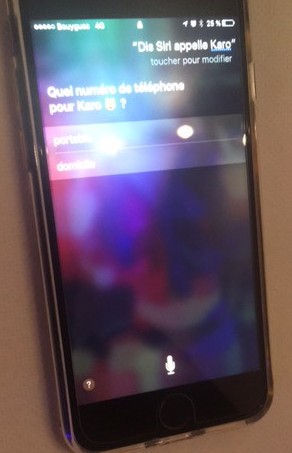 Bouygues 4G 25 %
"Dis Siri appelle Karo"
toucher pour modifier
Quel numéro de téléphone
pour Karo ?
portable
domicile
?